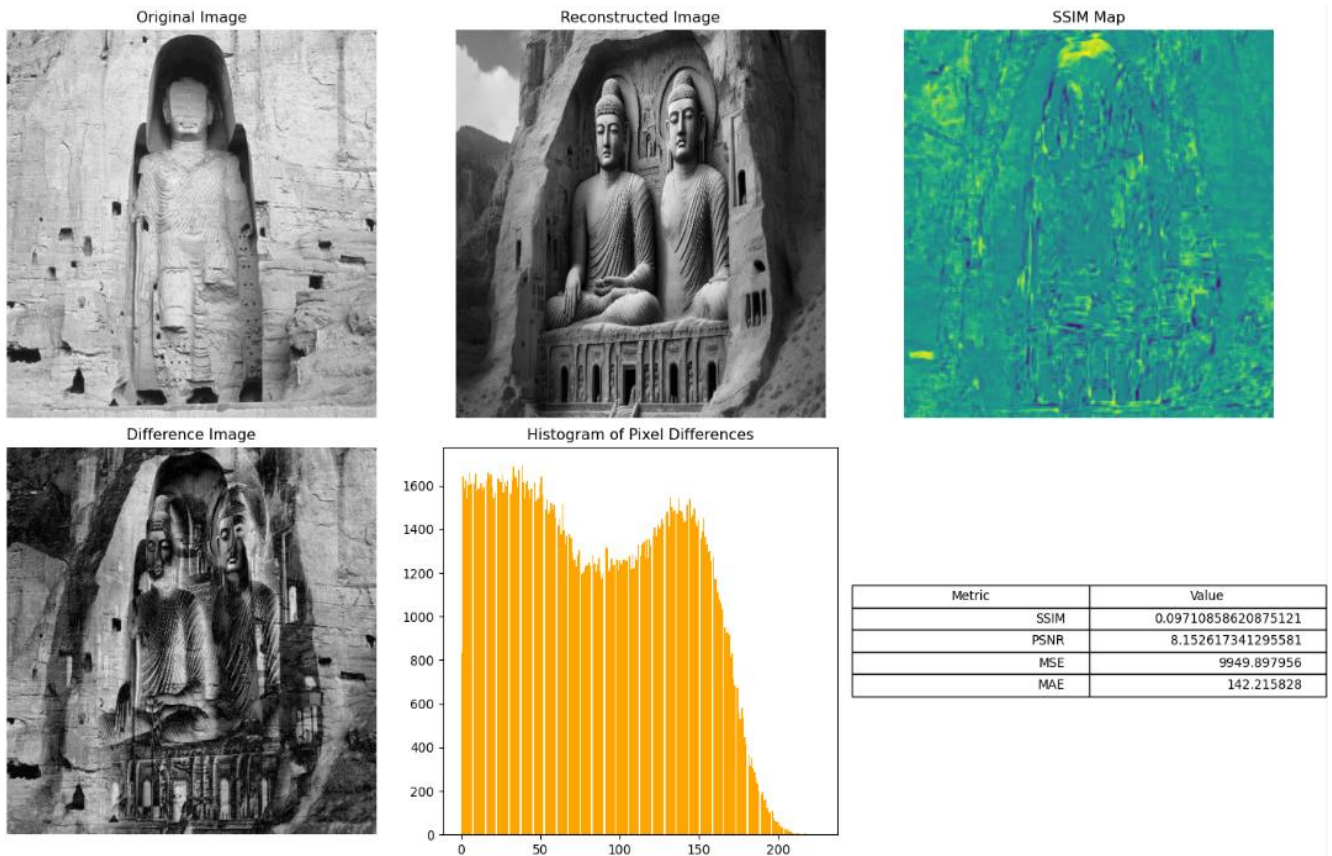 Original Image
Reconstructed Image
SSIM Map
Difference Image
Histogram of Pixel Differences
1600
1400
1200
1000
800
600
400
200
0
0 50 100 150 200
Metric Value
SSIM 0.09710858620875121
PSNR 8.152617341295581
MSE 9949.897956
MAE 142.215828